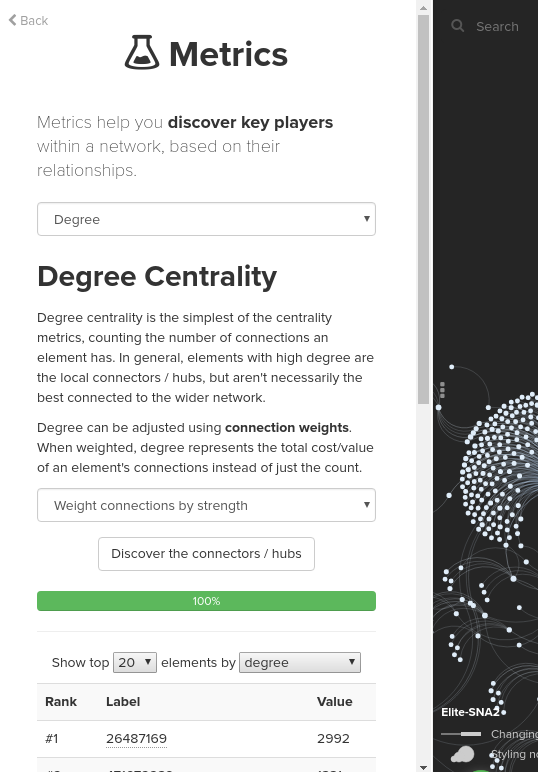 Back
Metrics
Search
Metrics help you discover key players
within a network, based on their
relationships.
Degree
Degree Centrality
Degree centrality is the simplest of the centrality
metrics, counting the number of connections an
element has. In general, elements with high degree are
the local connectors / hubs, but aren't necessarily the
best connected to the wider network.
Degree can be adjusted using connection weights.
When weighted, degree represents the total cost/value
of an element's connections instead of just the count.
Weight connections by strength
Discover the connectors / hubs
100%
Show top 20 elements by degree
Rank Label Value
#1 26487169 2992
Elite-SNA2
Changing
Styling